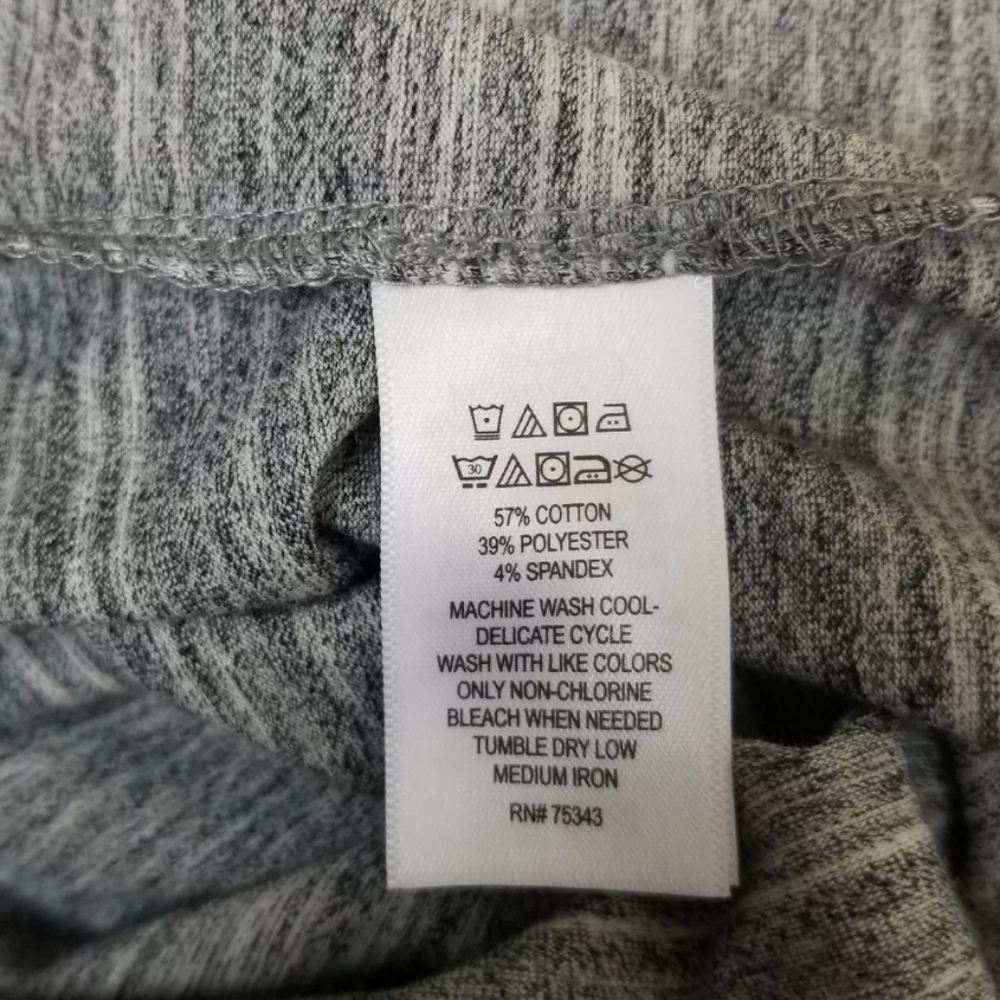 30
57% COTTON
39% POLYESTER
4% SPANDEX
MACHINE WASH COOL-
DELICATE CYCLE
WASH WITH LIKE COLORS
ONLY NON-CHLORINE
BLEACH WHEN NEEDED
TUMBLE DRY LOW
MEDIUM IRON
RN# 75343